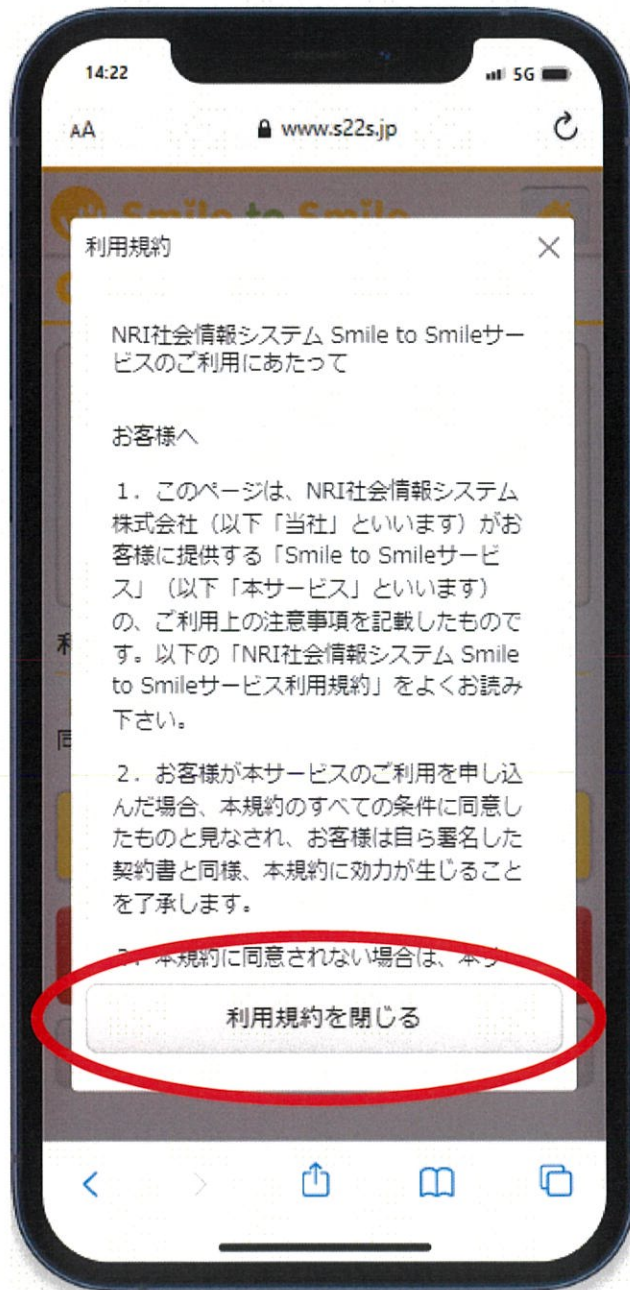 14:22
5G
AA
www.s22s.jp
Smile to Smile
利用規約
NRI社会情報システム Smile to Smileサー
ビスのご利用にあたって
お客様へ
1．このページは、NRI社会情報システム
株式会社（以下「当社」といいます）がお
客様に提供する「Smile to Smileサービ
ス」（以下「本サービス」といいます）
の、ご利用上の注意事項を記載したもので
す。以下の「NRI社会情報システム Smile
to Smileサービス利用規約」をよくお読み
下さい。
2．お客様が本サービスのご利用を申し込
んだ場合、本規約のすべての条件に同意し
たものと見なされ、お客様は自ら署名した
契約書と同様、本規約に効力が生じること
を了承します。
3．本規約に同意されない場合は、本サ
利用規約を閉じる